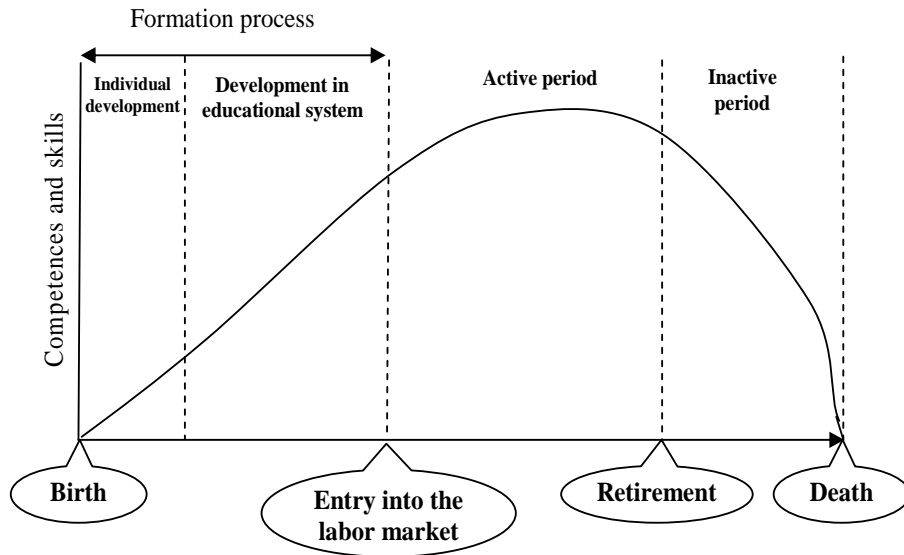 Formation process
Individual
development
Development in
educational system
Active period
Inactive
period
Competences and skills
Birth
Entry into the
labor market
Retirement
Death